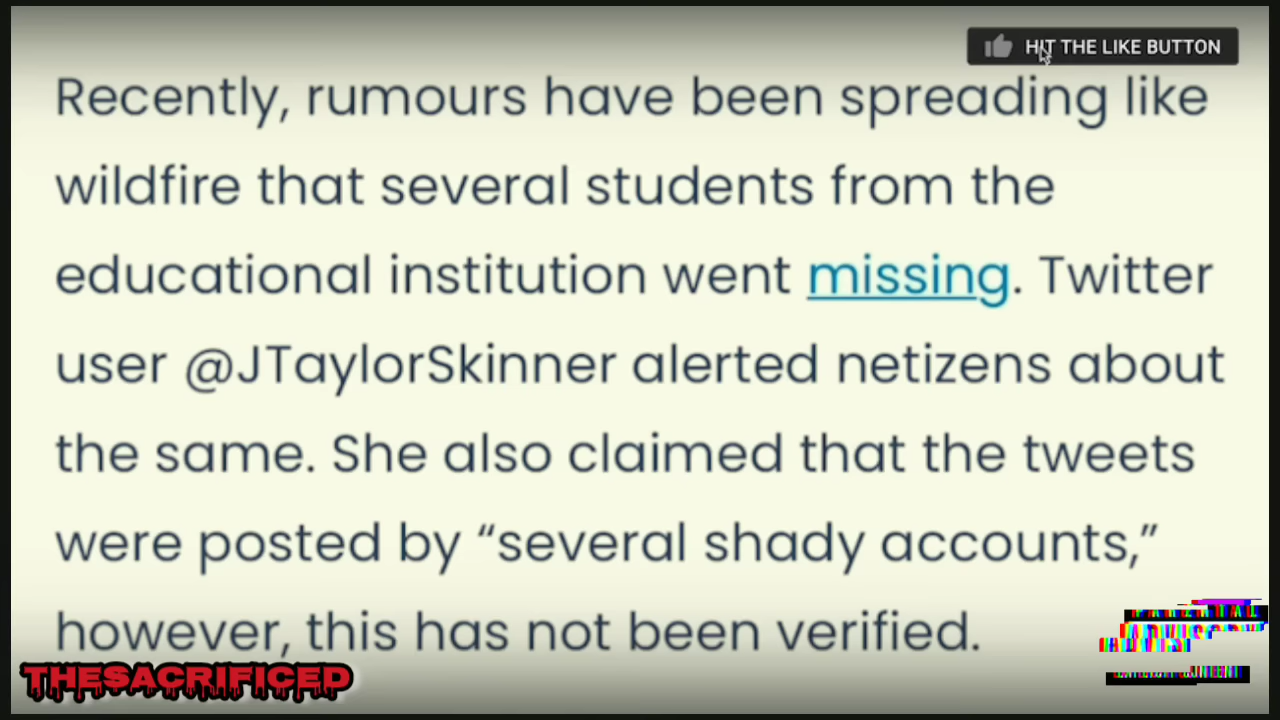 HIT THE LIKE BUTTON
Recently, rumours have been spreading like
wildfire that several students from the
educational institution went missing. Twitter
user @JTaylorSkinner alerted netizens about
the same. She also claimed that the tweets
were posted by “several shady accounts,”
however, this has not been verified.
THESACRIFICED